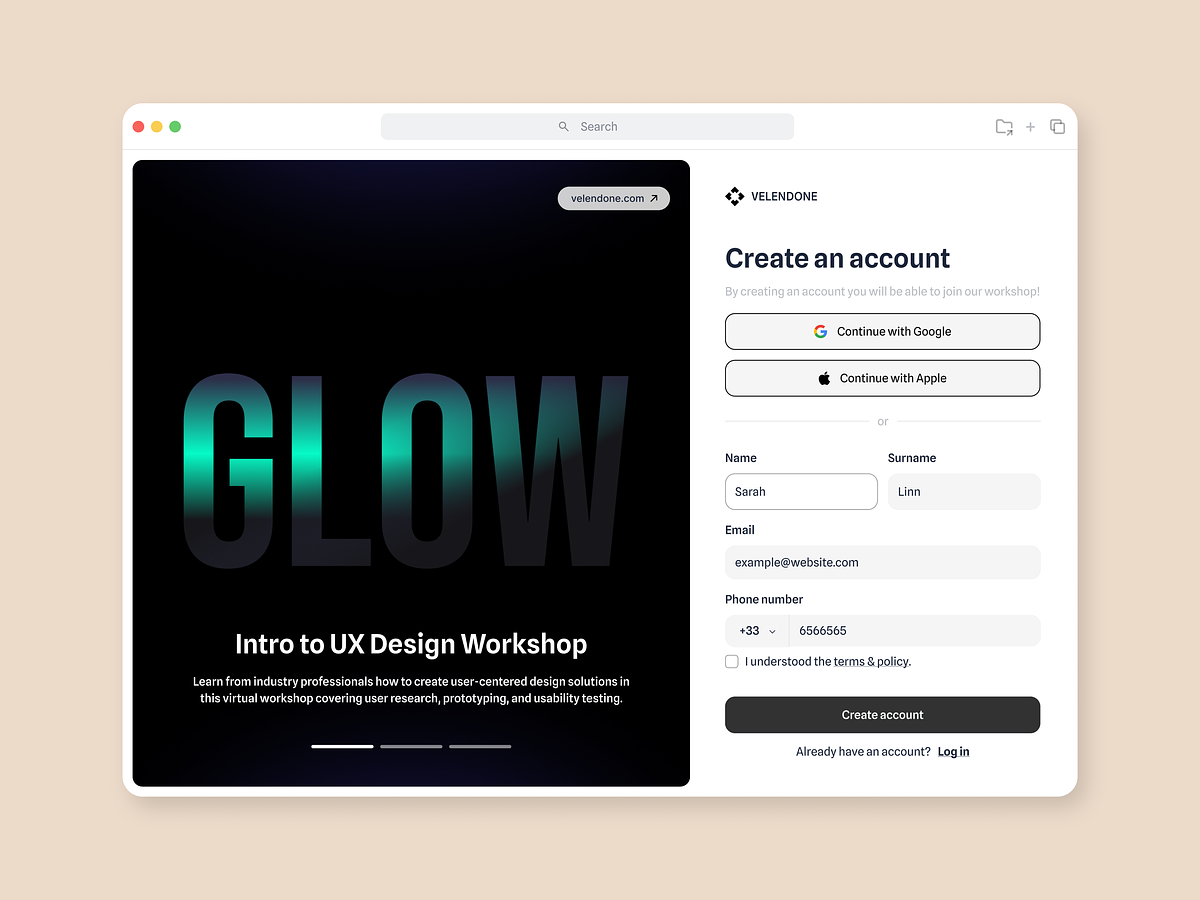 Search
velendone.com
GLOW
Intro to UX Design Workshop
Learn from industry professionals how to create user-centered design solutions in
this virtual workshop covering user research, prototyping, and usability testing.
VELENDONE
Create an account
By creating an account you will be able to join our workshop!
Continue with Google
Continue with Apple
or
Name Surname
Sarah Linn
Email
example@website.com
Phone number
+33 6566565
I understood the terms & policy.
Create account
Already have an account? Log in